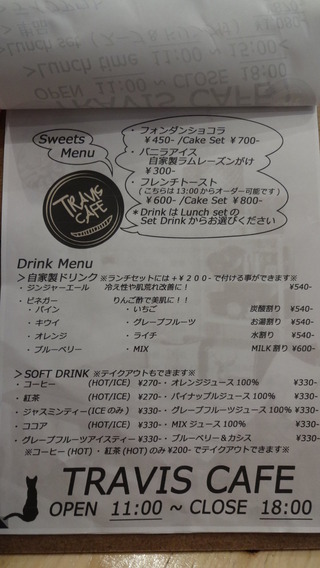 OPEN 11:00 ~ CLOSE 18:00
>Lunch time 11:00 ~ 15:00<
>Lunch set
Sweets
Menu
TRAVIS
CAFE
・フォンダンショコラ
¥450- /Cake Set ¥700-
・バニラアイス
自家製ラムレーズンがけ
¥300-
・フレンチトースト
(こちらは13:00からオーダー可能です)
¥600- /Cake Set ¥800-
＊Drink は Lunch set の
Set Drink からお選びください
Drink Menu
＞自家製ドリンク ※ランチセットには＋￥２００-で付ける事ができます※
・ジンジャーエール 冷え性や肌荒れ改善に！ ¥540-
・ビネガー りんご酢で美肌に！！
・パイン ・いちご 炭酸割り ¥540-
・キウイ ・グレープフルーツ お湯割り ¥540-
・オレンジ ・ライチ 水割り ¥540-
・ブルーベリー ・MIX MILK割り ¥600-
＞SOFT DRINK ※テイクアウトもできます※
・コーヒー (HOT/ICE) ¥270-・オレンジジュース 100% ¥330-
・紅茶 (HOT/ICE) ¥270-・パイナップルジュース 100% ¥330-
・ジャスミンティー(ICE のみ) ¥330-・グレープフルーツジュース 100% ¥330-
・ココア (HOT/ICE) ¥330-・MIX ジュース 100% ¥330-
・グレープフルーツアイスティー ¥330-・ブルーベリー＆カシス ¥330-
※コーヒー(HOT)・紅茶(HOT)のみ ¥200- でテイクアウトできます※
TRAVIS CAFE
OPEN 11:00 ~ CLOSE 18:00